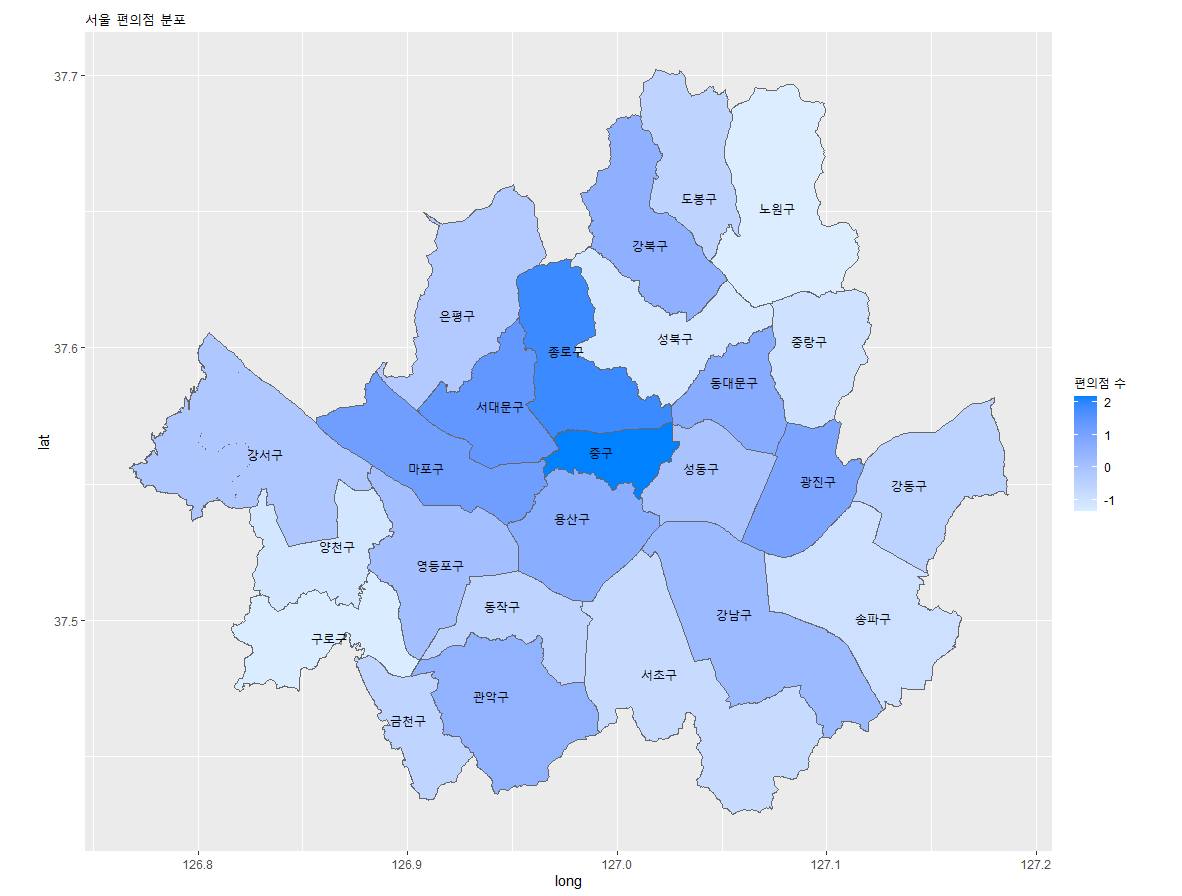 서울 편의점 분포
37.7
37.6
37.5
lat
도봉구
노원구
강북구
은평구
성북구
중랑구
종로구
동대문구
서대문구
중구
강서구
마포구
성동구
광진구
강동구
용산구
양천구
영등포구
동작구
강남구
송파구
구로구
서초구
관악구
금천구
126.8
126.9
127.0
127.1
127.2
long
편의점 수
2
1
0
-1